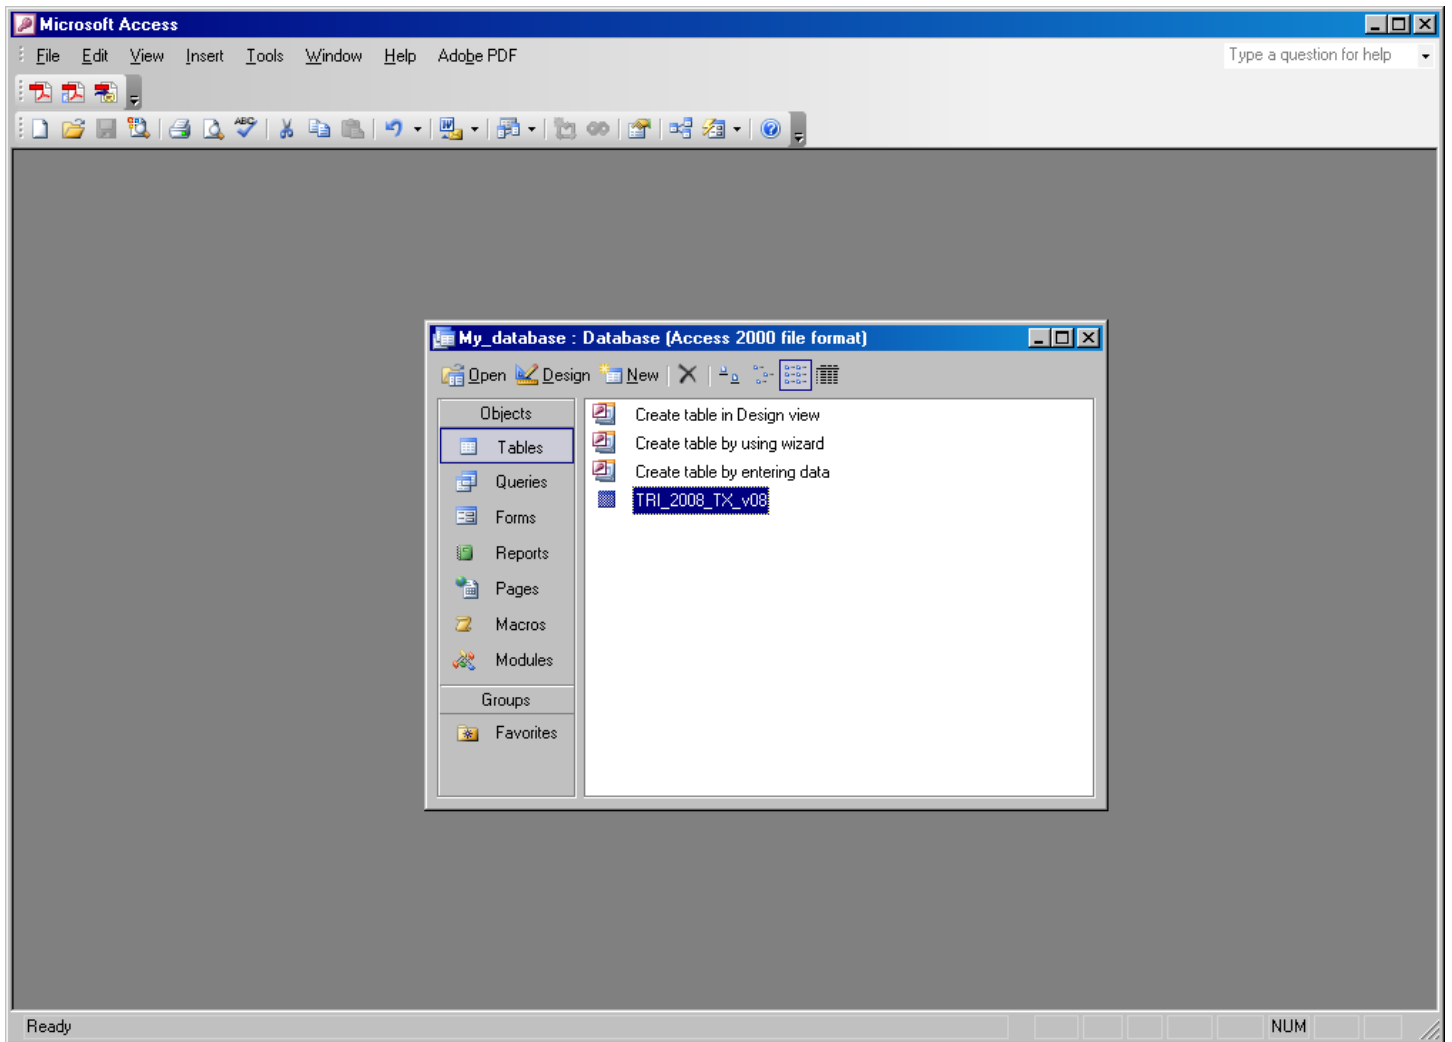 Microsoft Access
File Edit View Insert Tools Window Help Adobe PDF
Type a question for help
My_database : Database (Access 2000 file format)
Open Design New
Objects
Tables
Queries
Forms
Reports
Pages
Macros
Modules
Groups
Favorites
Create table in Design view
Create table by using wizard
Create table by entering data
TRI_2008_TX_v08
Ready
NUM